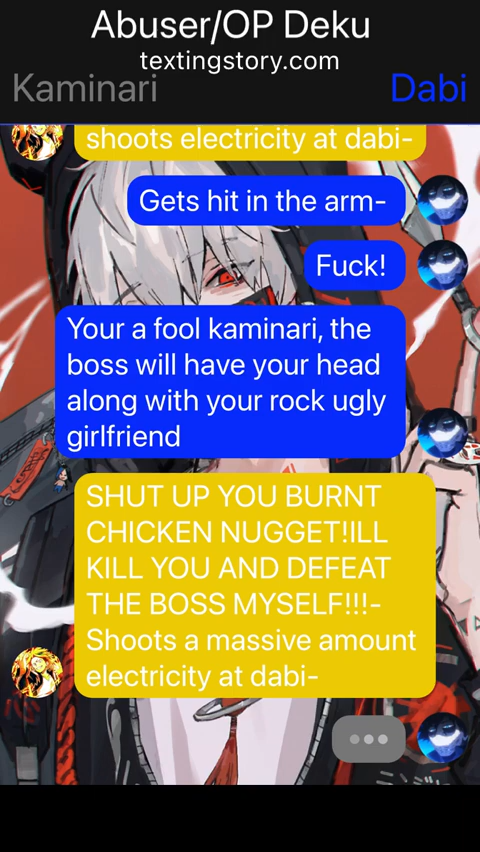 Abuser/OP Deku
textingstory.com
Kaminari
Dabi
shoots electricity at dabi-
Gets hit in the arm-
Fuck!
Your a fool kaminari, the
boss will have your head
along with your rock ugly
girlfriend
SHUT UP YOU BURNT
CHICKEN NUGGET!ILL
KILL YOU AND DEFEAT
THE BOSS MYSELF!!!-
Shoots a massive amount
electricity at dabi-